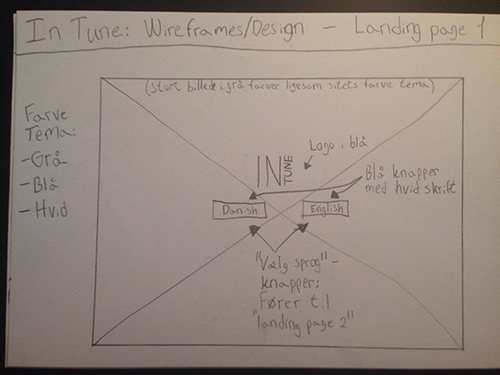 In Tune: Wireframes/Design – Landing page 1
(stort billede i grå farver ligesom sitets farve tema)
Farve
Tema:
-Grå
-Blå
-Hvid
Logo i blå
IN
TUNE
Blå knapper
med hvid skrift
Danish
English
"Vælg sprog"-
knapper:
Fører til
"landing page 2"